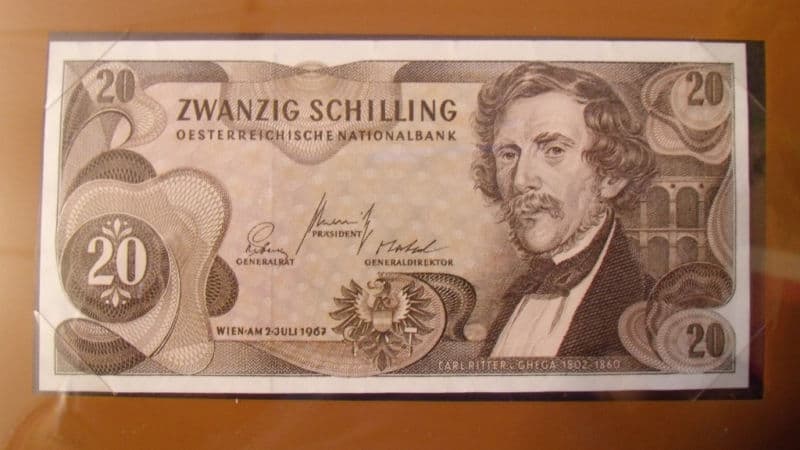 20
20
ZWANZIG SCHILLING
OESTERREICHISCHE NATIONALBANK
PRÄSIDENT
GENERALRAT
GENERALDIREKTOR
20
WIEN·AM 2·JULI 1967
20
CARL RITTER v. GHEGA · 1802 - 1860